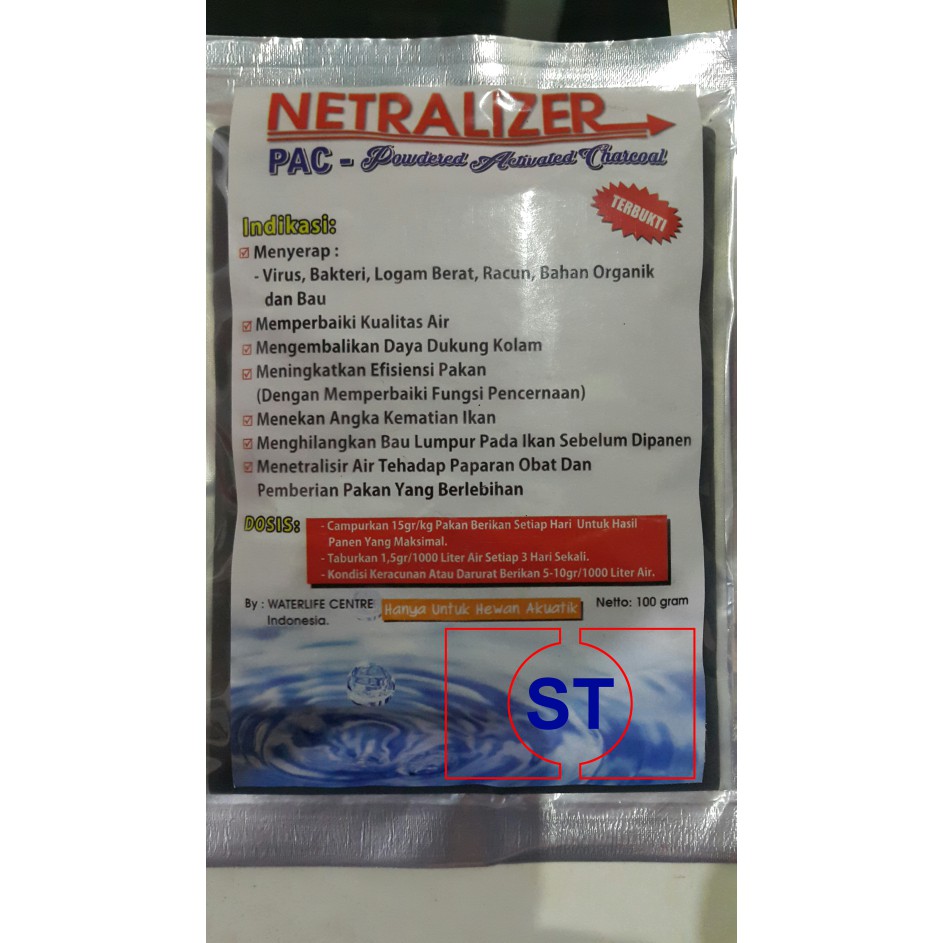 NETRALIZER
PAC - Powdered Activated Charcoal
TERBUKTI
Indikasi:
Menyerap :
- Virus, Bakteri, Logam Berat, Racun, Bahan Organik
dan Bau
Memperbaiki Kualitas Air
Mengembalikan Daya Dukung Kolam
Meningkatkan Efisiensi Pakan
(Dengan Memperbaiki Fungsi Pencernaan)
Menekan Angka Kematian Ikan
Menghilangkan Bau Lumpur Pada Ikan Sebelum Dipanen
Menetralisir Air Tehadap Paparan Obat Dan
Pemberian Pakan Yang Berlebihan
DOSIS:
- Campurkan 15gr/kg Pakan Berikan Setiap Hari Untuk Hasil
Panen Yang Maksimal.
- Taburkan 1,5gr/1000 Liter Air Setiap 3 Hari Sekali.
- Kondisi Keracunan Atau Darurat Berikan 5-10gr/1000 Liter Air.
By : WATERLIFE CENTRE
Indonesia.
Hanya Untuk Hewan Akuatik
Netto: 100 gram
ST